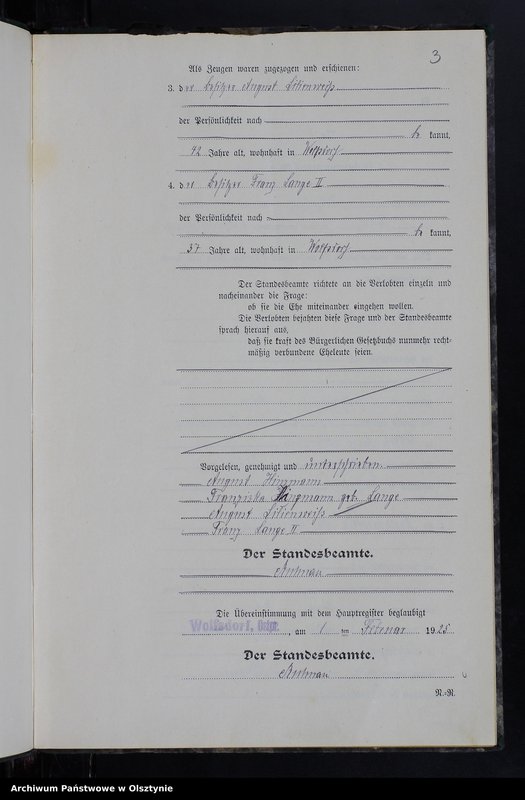 3
Als Zeugen waren zugezogen und erschienen:
3. der Besitzer August Lilienweiß
der Persönlichkeit nach
be kannt,
42 Jahre alt, wohnhaft in Wolfsdorf
4. der Besitzer Franz Lange II
der Persönlichkeit nach
be kannt,
37 Jahre alt, wohnhaft in Wolfsdorf
Der Standesbeamte richtete an die Verlobten einzeln und
nacheinander die Frage:
ob sie die Ehe miteinander eingehen wollen.
Die Verlobten bejahten diese Frage und der Standesbeamte
sprach hierauf aus,
daß sie kraft des Bürgerlichen Gesetzbuchs nunmehr recht-
mäßig verbundene Eheleute seien.
Vorgelesen, genehmigt und unterschrieben
August
Franziska geb. Lange
August Lilienweiß
Franz Lange II
Der Standesbeamte.
Die Übereinstimmung mit dem Hauptregister beglaubigt
Wolfsdorf, , am 1 ten Februar 1925
Der Standesbeamte.
N.=R.
Archiwum Państwowe w Olsztynie